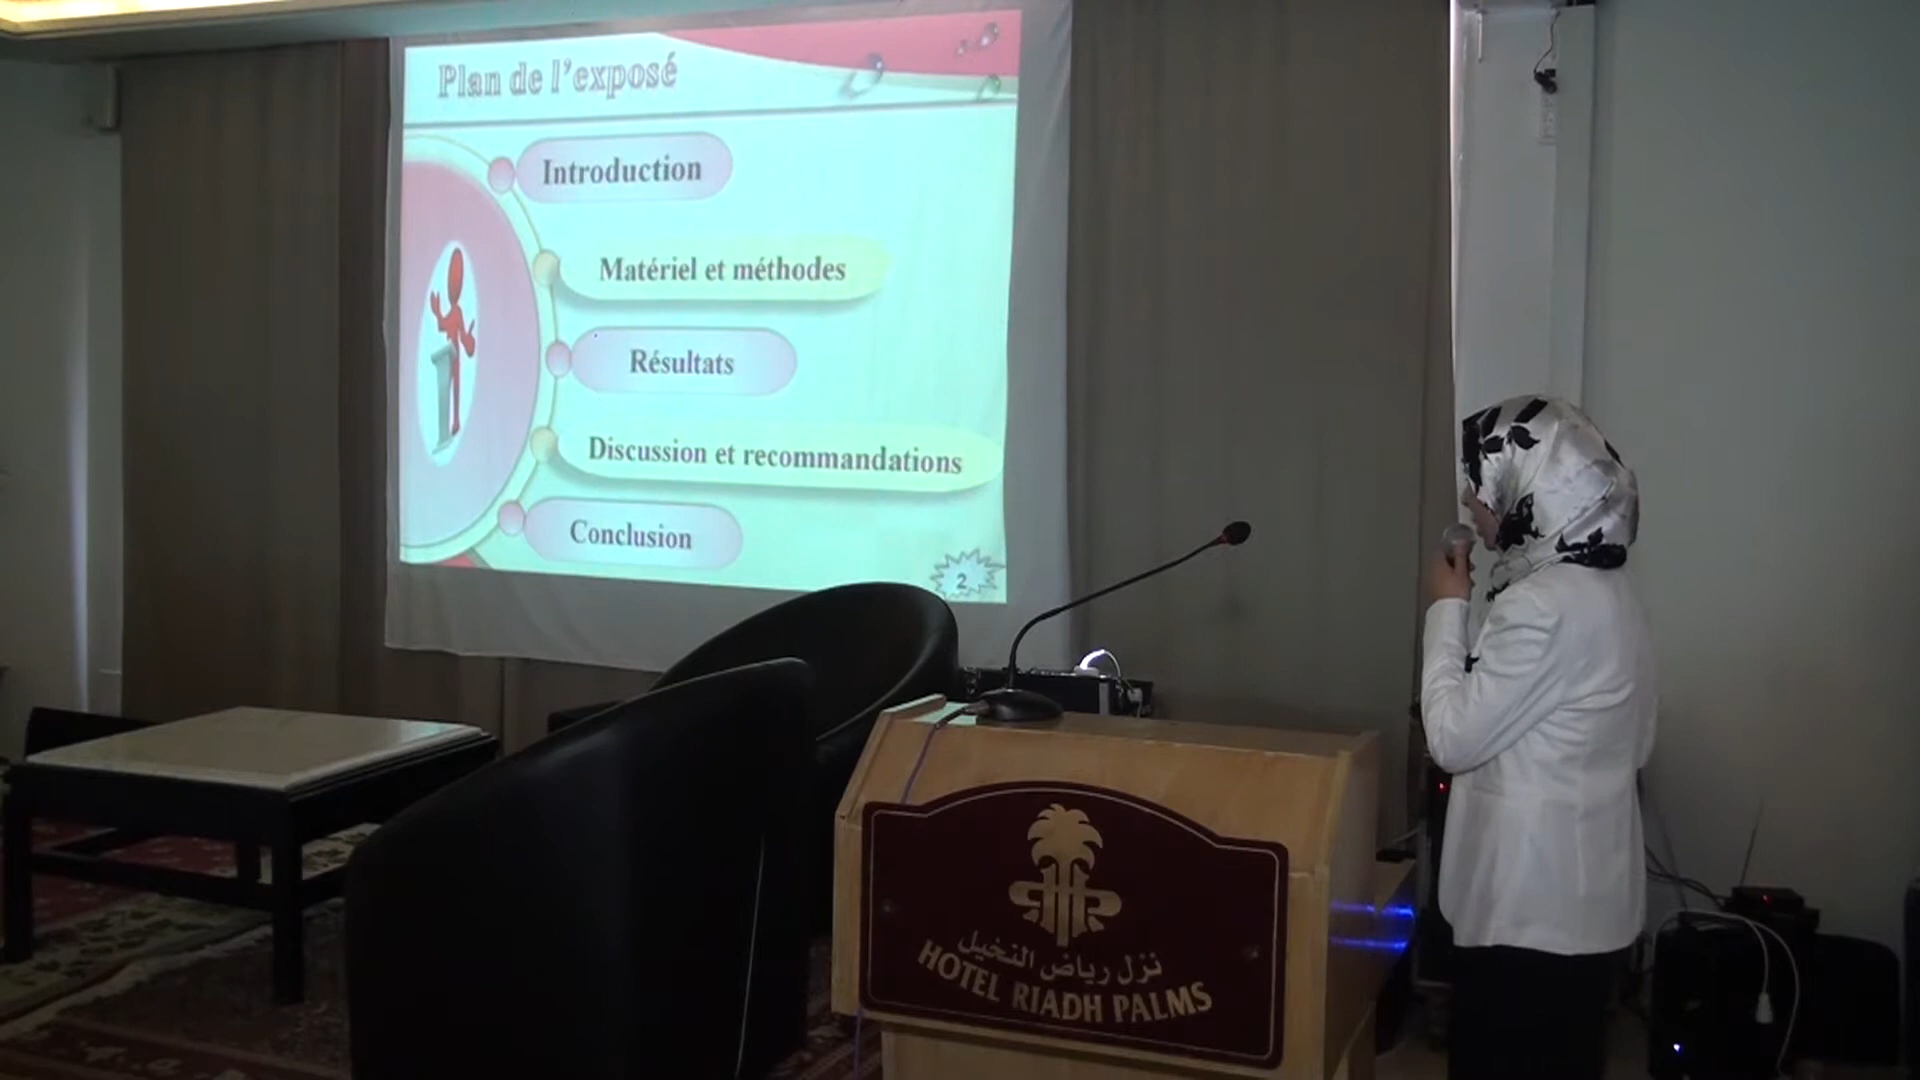 Plan de l'exposé
Introduction
Matériel et méthodes
Résultats
Discussion et recommandations
Conclusion
2
نزل رياض النخيل
HOTEL RIADH PALMS